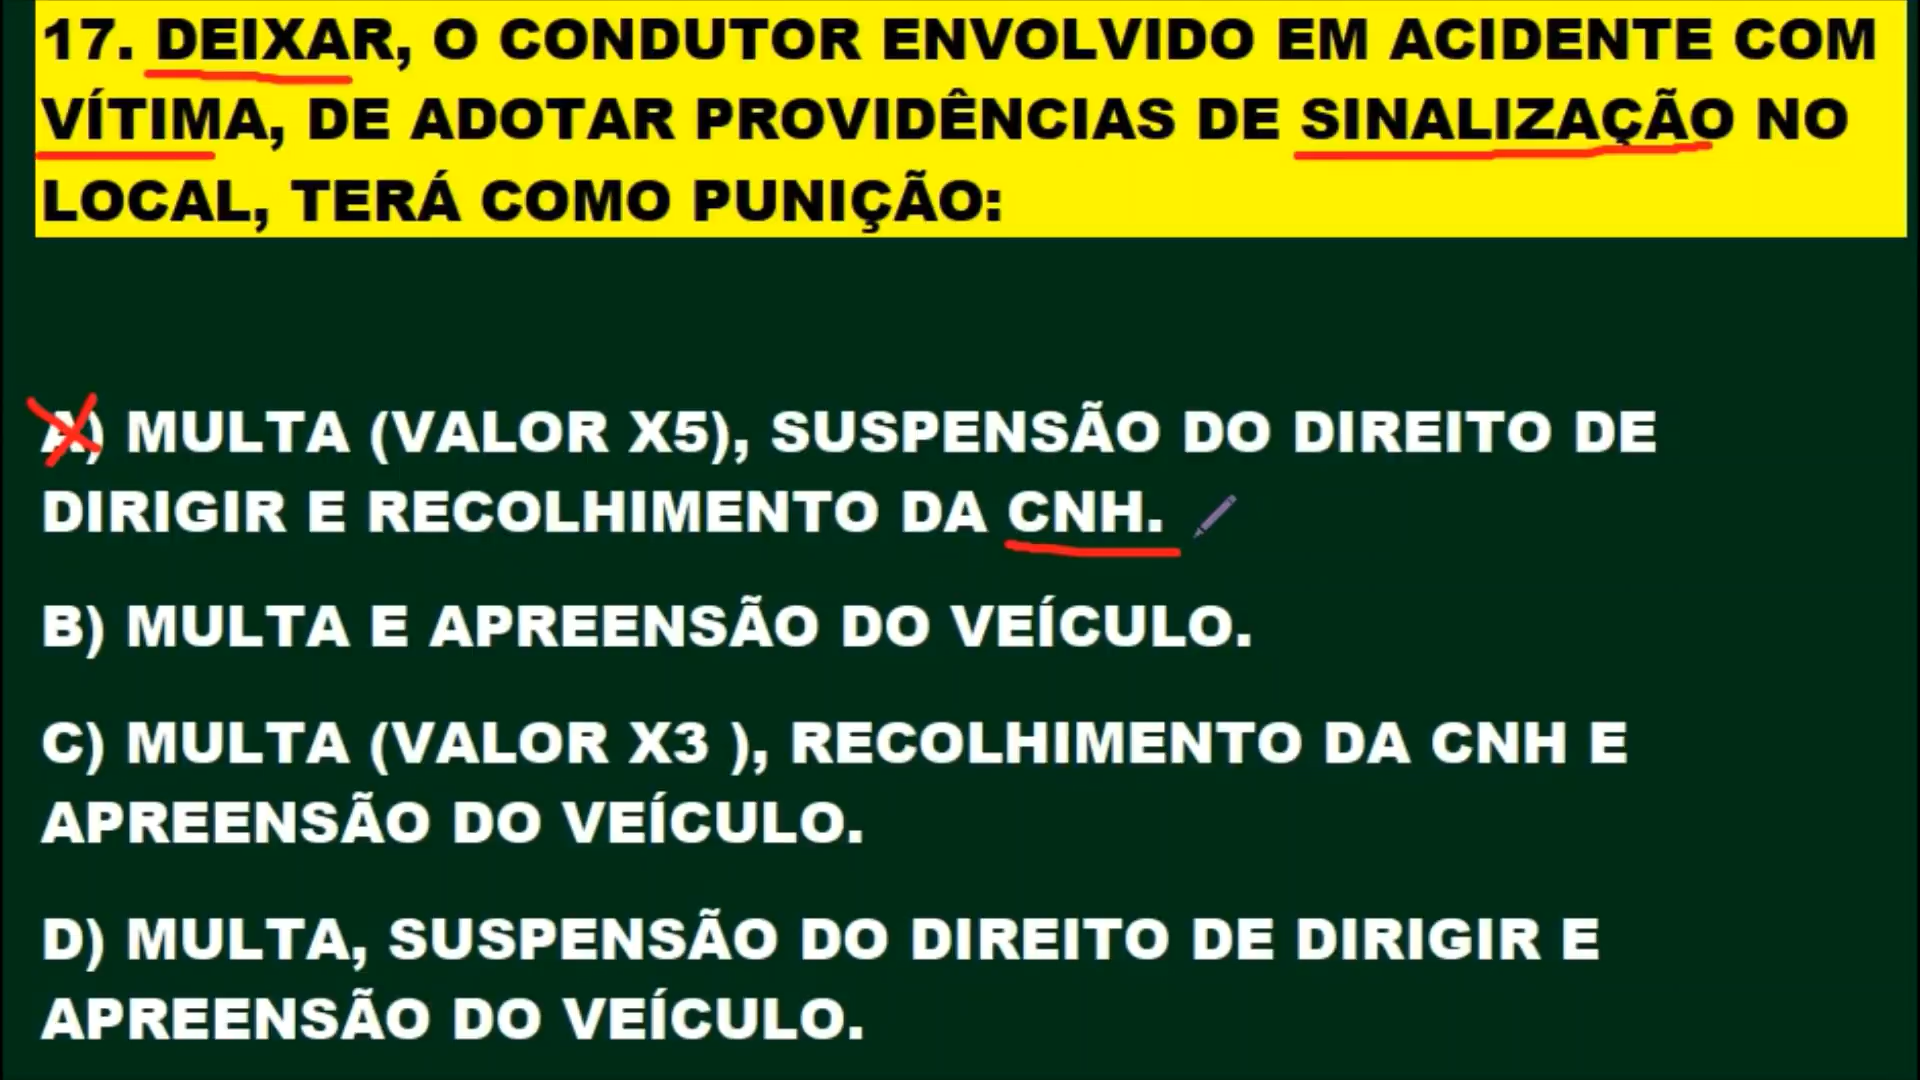 17. DEIXAR, O CONDUTOR ENVOLVIDO EM ACIDENTE COM
VÍTIMA, DE ADOTAR PROVIDÊNCIAS DE SINALIZAÇÃO NO
LOCAL, TERÁ COMO PUNIÇÃO:
A) MULTA (VALOR X5), SUSPENSÃO DO DIREITO DE
DIRIGIR E RECOLHIMENTO DA CNH.
B) MULTA E APREENSÃO DO VEÍCULO.
C) MULTA (VALOR X3 ), RECOLHIMENTO DA CNH E
APREENSÃO DO VEÍCULO.
D) MULTA, SUSPENSÃO DO DIREITO DE DIRIGIR E
APREENSÃO DO VEÍCULO.